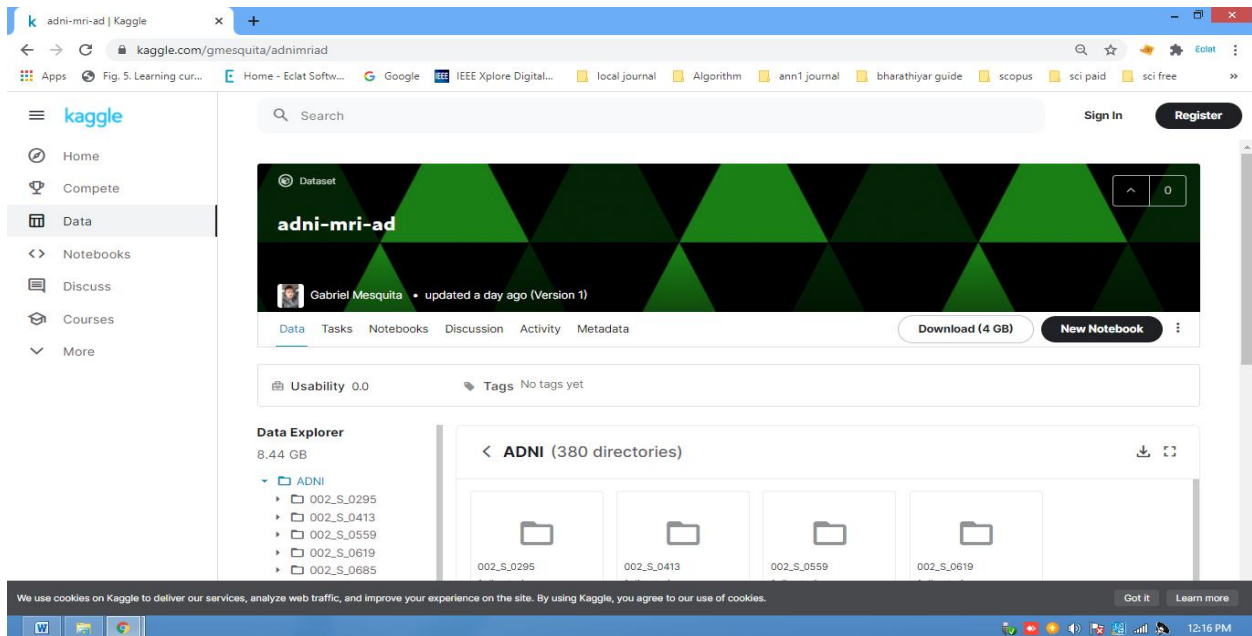 k adni-mri-ad | Kaggle × +
kaggle.com/gmesquita/adnimriad
Eclat
Apps Fig. 5. Learning cur... E Home - Eclat Softw... G Google IEEE IEEE Xplore Digital... local journal Algorithm ann1 journal bharathiyar guide scopus sci paid sci free »
kaggle
Search
Sign In
Register
Home
Compete
Data
Notebooks
Discuss
Courses
More
Dataset
0
adni-mri-ad
Gabriel Mesquita • updated a day ago (Version 1)
Data Tasks Notebooks Discussion Activity Metadata
Download (4 GB)
New Notebook
Usability 0.0
Tags No tags yet
Data Explorer
8.44 GB
ADNI
002_S_0295
002_S_0413
002_S_0559
002_S_0619
002_S_0685
< ADNI (380 directories)
002_S_0295
002_S_0413
002_S_0559
002_S_0619
We use cookies on Kaggle to deliver our services, analyze web traffic, and improve your experience on the site. By using Kaggle, you agree to our use of cookies.
Got it
Learn more
W
12:16 PM